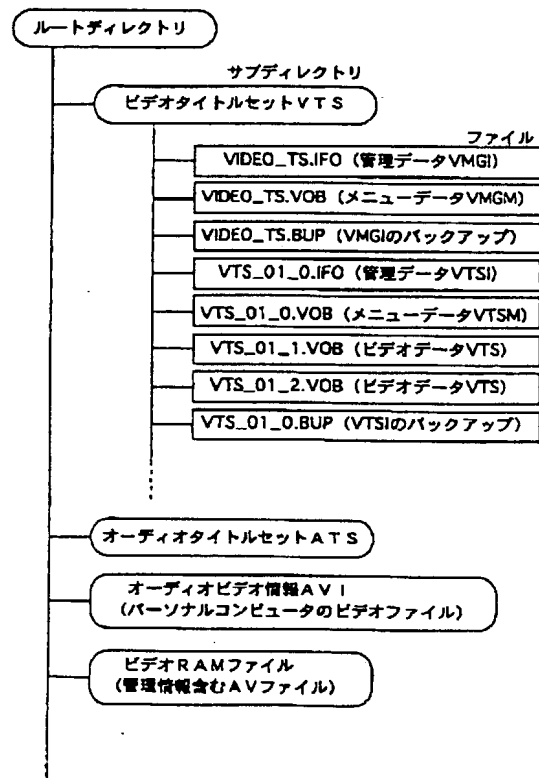 ルートディレクトリ
サブディレクトリ
ビデオタイトルセットVTS
ファイル
VIDEO_TS.IFO (管理データVMGI)
VIDEO_TS.VOB (メニューデータVMGM)
VIDEO_TS.BUP (VMGIのバックアップ)
VTS_01_0.IFO (管理データVTSI)
VTS_01_0.VOB (メニューデータVTSM)
VTS_01_1.VOB (ビデオデータVTS)
VTS_01_2.VOB (ビデオデータVTS)
VTS_01_0.BUP (VTSIのバックアップ)
オーディオタイトルセットATS
オーディオビデオ情報AVI
(パーソナルコンピュータのビデオファイル)
ビデオRAMファイル
(管理情報含むAVファイル)